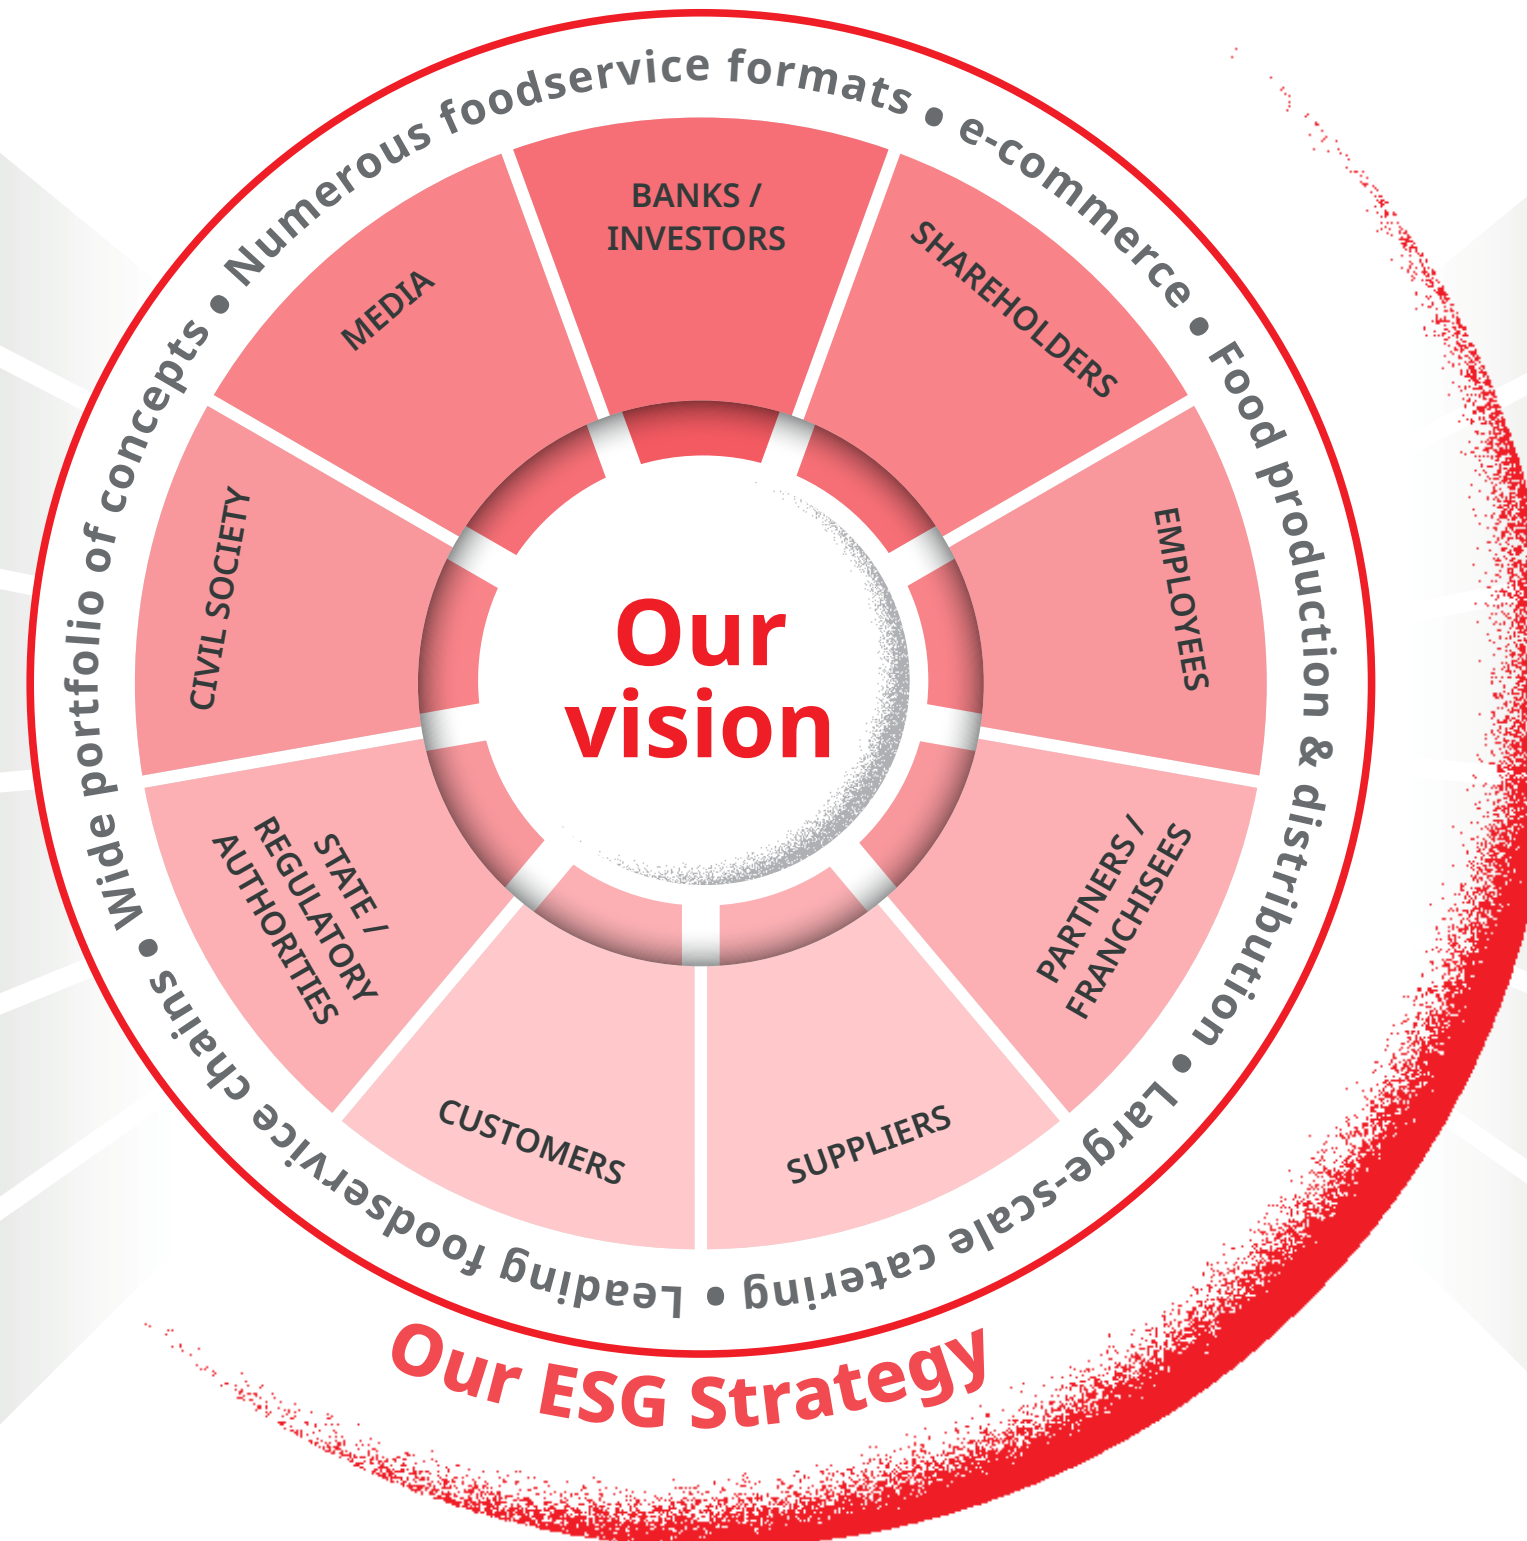 Numerous foodservice formats • e-commerce • Food production & distribution • Large-scale catering • Leading foodservice chains • Wide portfolio of concepts •
BANKS /
INVESTORS
SHAREHOLDERS
EMPLOYEES
PARTNERS /
FRANCHISEES
SUPPLIERS
CUSTOMERS
STATE /
REGULATORY
AUTHORITIES
CIVIL SOCIETY
MEDIA
Our
vision
Our ESG Strategy